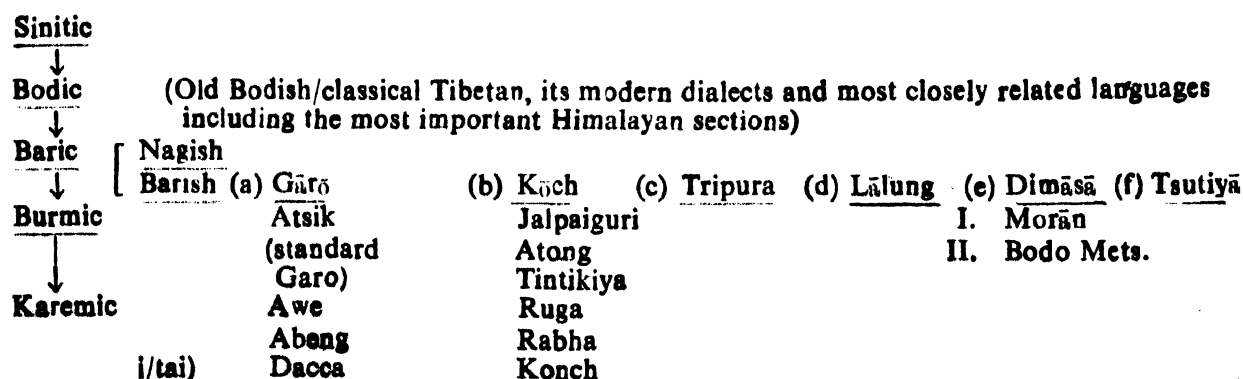 Sinitic
↓
Bodic (Old Bodish/classical Tibetan, its modern dialects and most closely related languages
↓ including the most important Himalayan sections)
Baric [ Nagish
↓ [ Barish (a) Gārŏ (b) Kōch (c) Tripura (d) Lālung (e) Dimāsā (f) Tsutiyā
Burmic Atsik Jalpaiguri I. Morān
(standard Atong II. Bodo Mets.
↓ Garo) Tintikiya
Karemic Awe Ruga
Abeng Rabha
i/tai) Dacca Konch